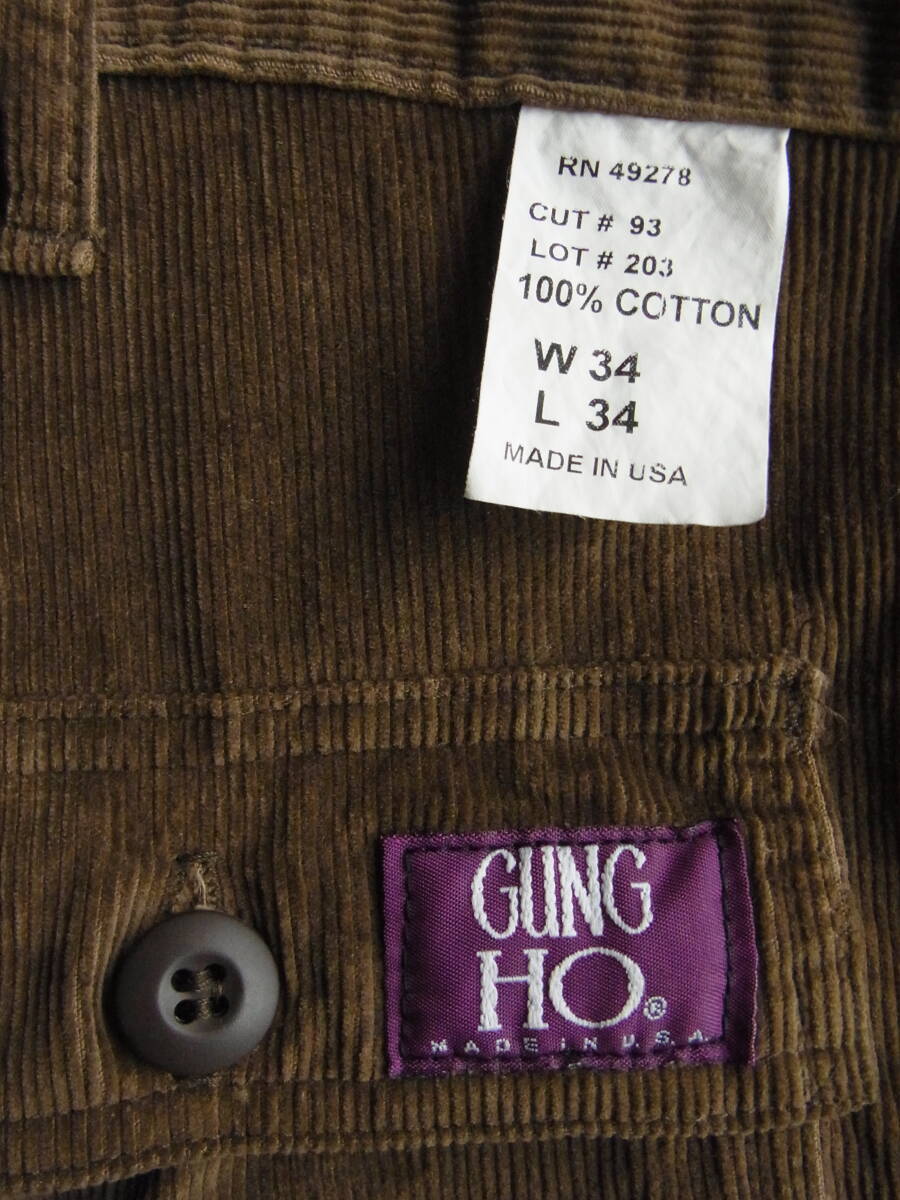 RN 49278
CUT # 93
LOT # 203
100% COTTON
W 34
L 34
MADE IN USA
GUNG
HO®
MADE IN U.S.A